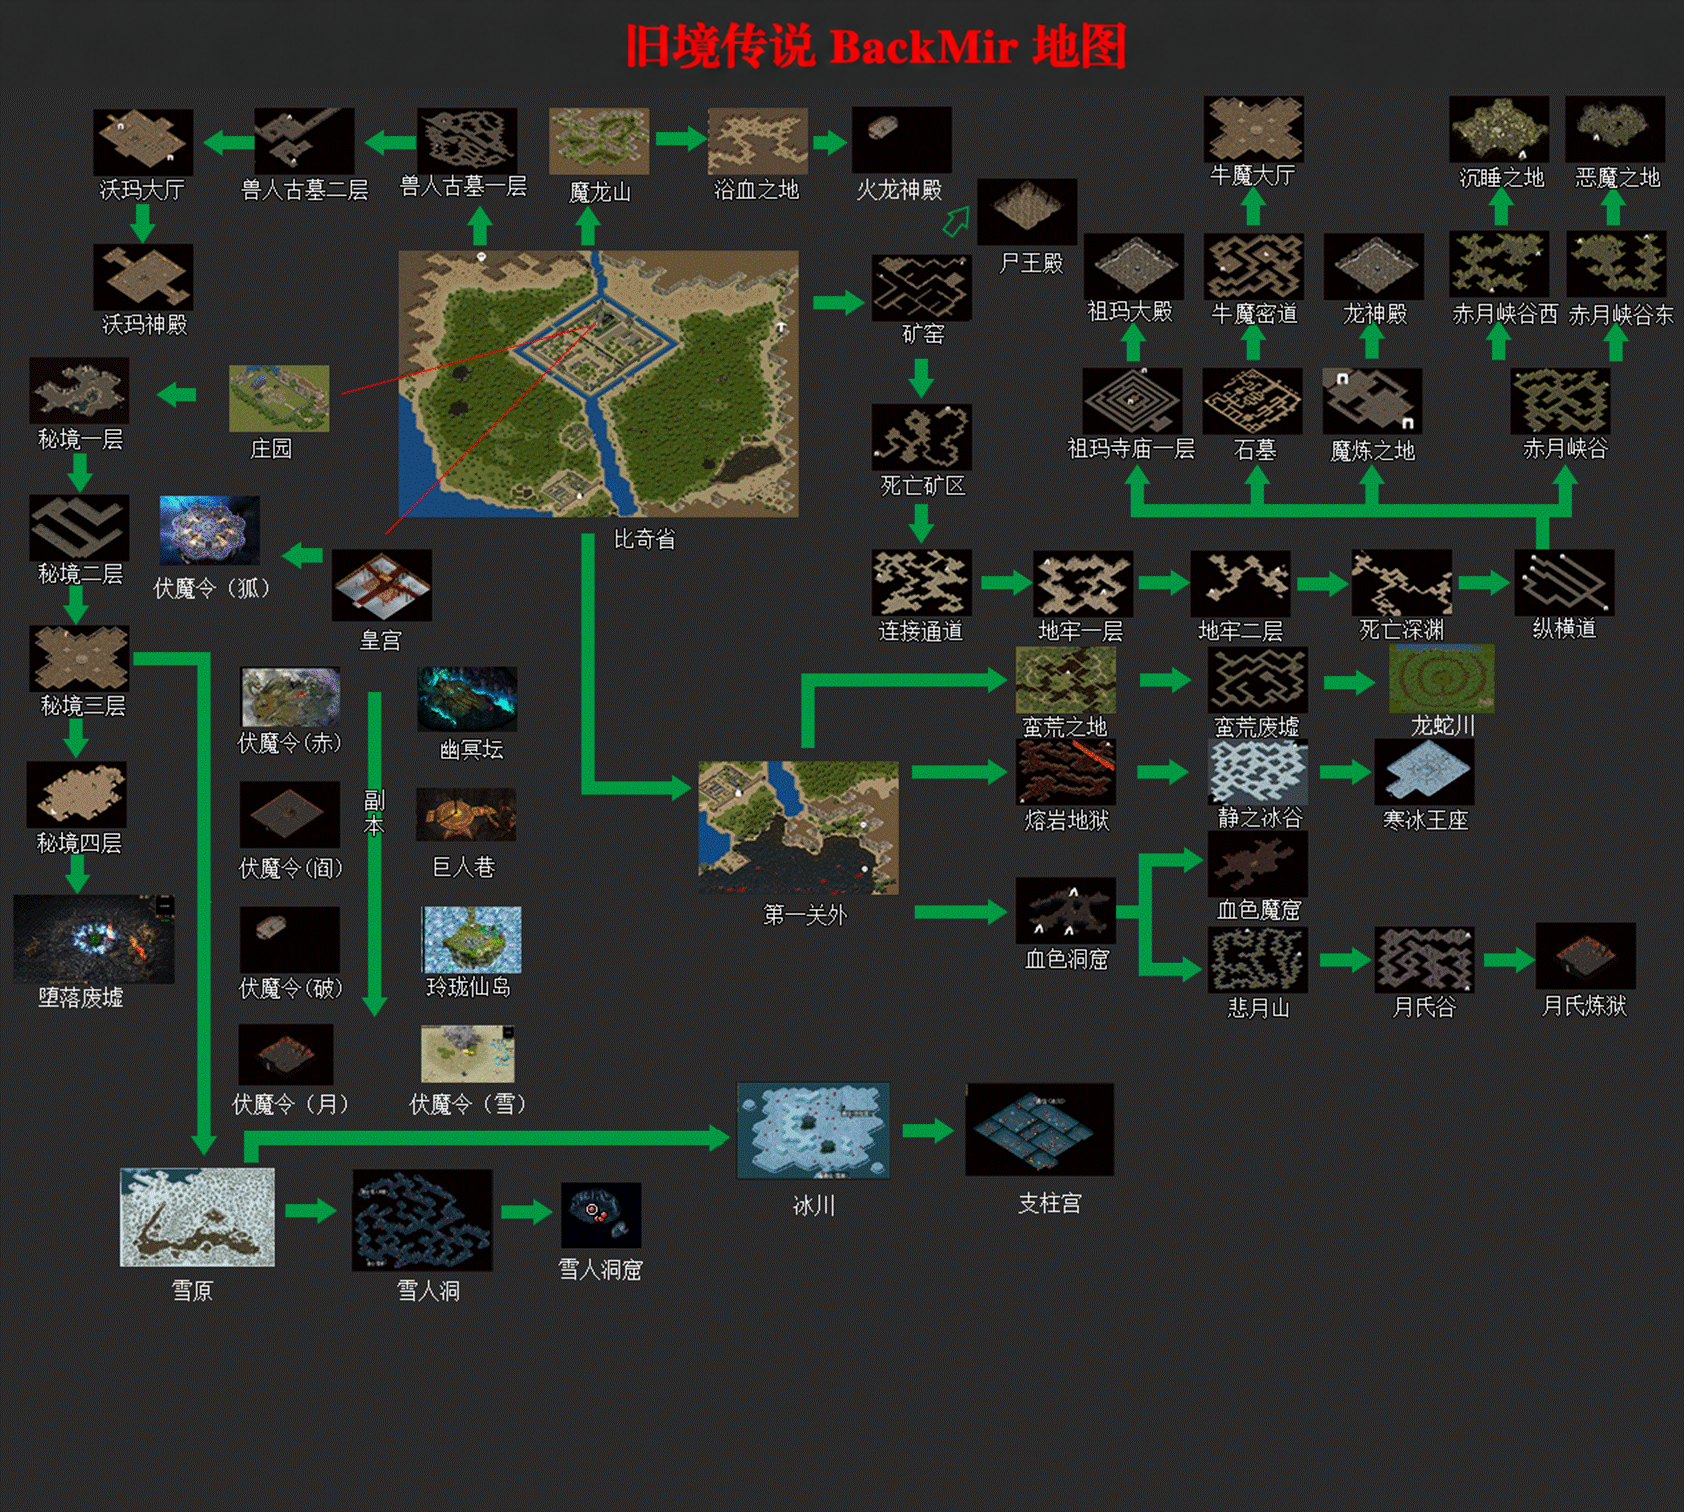 旧境传说 BackMir 地图
沃玛大厅
兽人古墓二层
兽人古墓一层
魔龙山
浴血之地
火龙神殿
牛魔大厅
沉睡之地
恶魔之地
尸王殿
沃玛神殿
矿窑
祖玛大殿
牛魔密道
龙神殿
赤月峡谷西
赤月峡谷东
秘境一层
庄园
祖玛寺庙一层
石墓
魔炼之地
赤月峡谷
死亡矿区
比奇省
秘境二层
伏魔令（狐）
皇宫
连接通道
地牢一层
地牢二层
死亡深渊
纵横道
秘境三层
伏魔令(赤)
幽冥坛
蛮荒之地
蛮荒废墟
龙蛇川
副
本
秘境四层
伏魔令(阎)
巨人巷
熔岩地狱
静之冰谷
寒冰王座
第一关外
血色魔窟
堕落废墟
伏魔令(破)
玲珑仙岛
血色洞窟
悲月山
月氏谷
月氏炼狱
伏魔令（月）
伏魔令（雪）
冰川
支柱宫
雪原
雪人洞
雪人洞窟